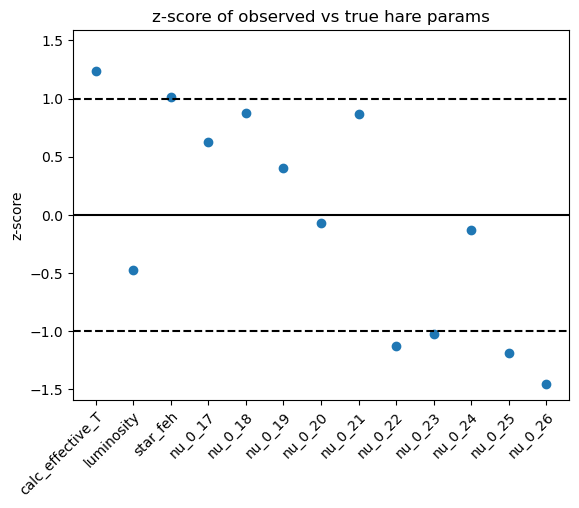 z-score of observed vs true hare params
z-score
1.5
1.0
0.5
0.0
−0.5
−1.0
−1.5
calc_effective_T
luminosity
star_feh
nu_0_17
nu_0_18
nu_0_19
nu_0_20
nu_0_21
nu_0_22
nu_0_23
nu_0_24
nu_0_25
nu_0_26